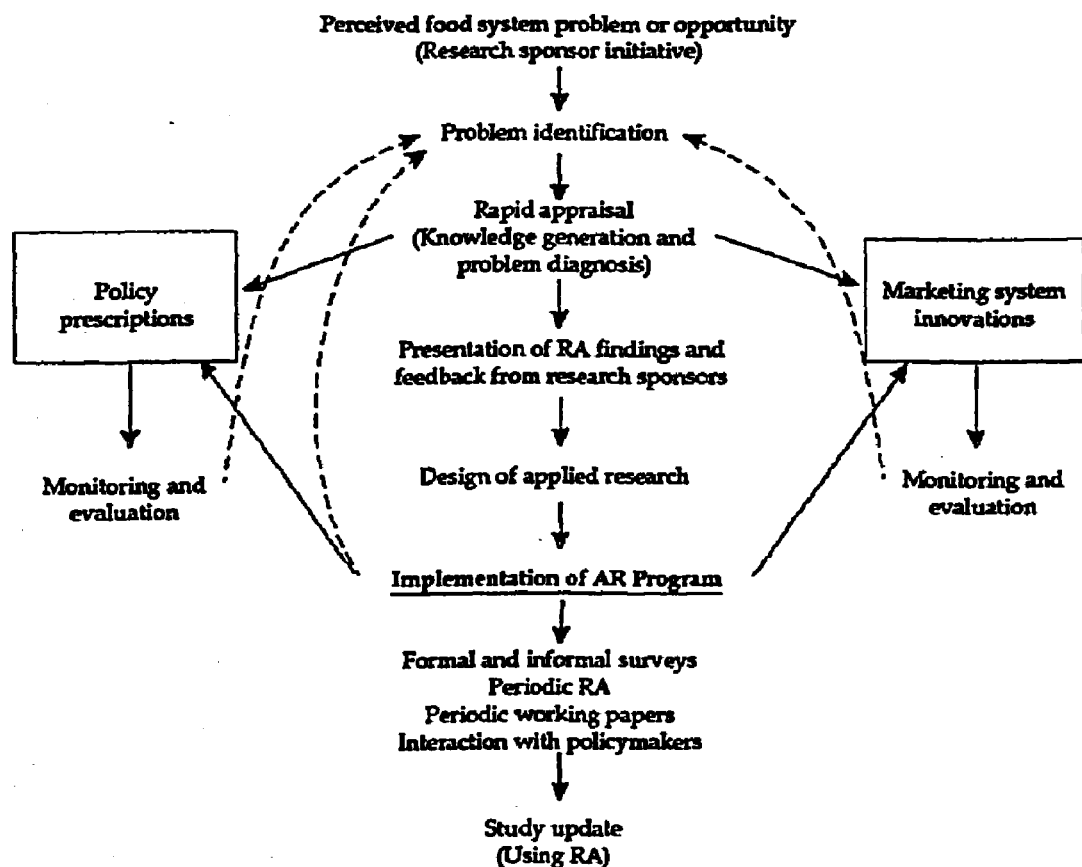 Perceived food system problem or opportunity
(Research sponsor initiative)
Problem identification
Rapid appraisal
(Knowledge generation and
problem diagnosis)
Policy
prescriptions
Marketing system
innovations
Presentation of RA findings and
feedback from research sponsors
Monitoring and
evaluation
Design of applied research
Monitoring and
evaluation
Implementation of AR Program
Formal and informal surveys
Periodic RA
Periodic working papers
Interaction with policymakers
Study update
(Using RA)